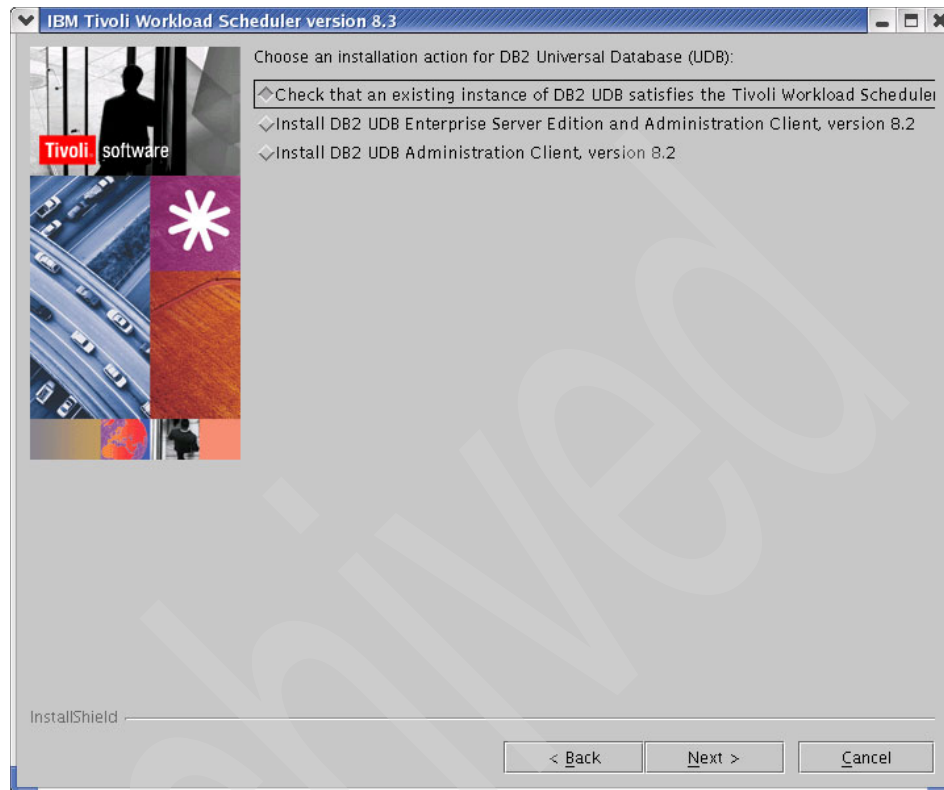 IBM Tivoli Workload Scheduler version 8.3
Choose an installation action for DB2 Universal Database (UDB):
Check that an existing instance of DB2 UDB satisfies the Tivoli Workload Scheduler
Install DB2 UDB Enterprise Server Edition and Administration Client, version 8.2
Install DB2 UDB Administration Client, version 8.2
Tivoli. software
InstallShield
< Back
Next >
Cancel